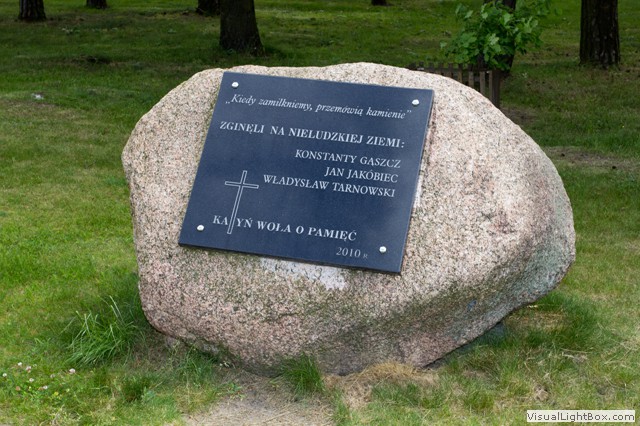 „Kiedy zamilkniemy, przemówią kamienie”
ZGINĘLI NA NIELUDZKIEJ ZIEMI:
KONSTANTY GASZCZ
JAN JAKÓBIEC
WŁADYSŁAW TARNOWSKI
KATYŃ WOŁA O PAMIĘĆ
2010 R.
VisualLightBox.com